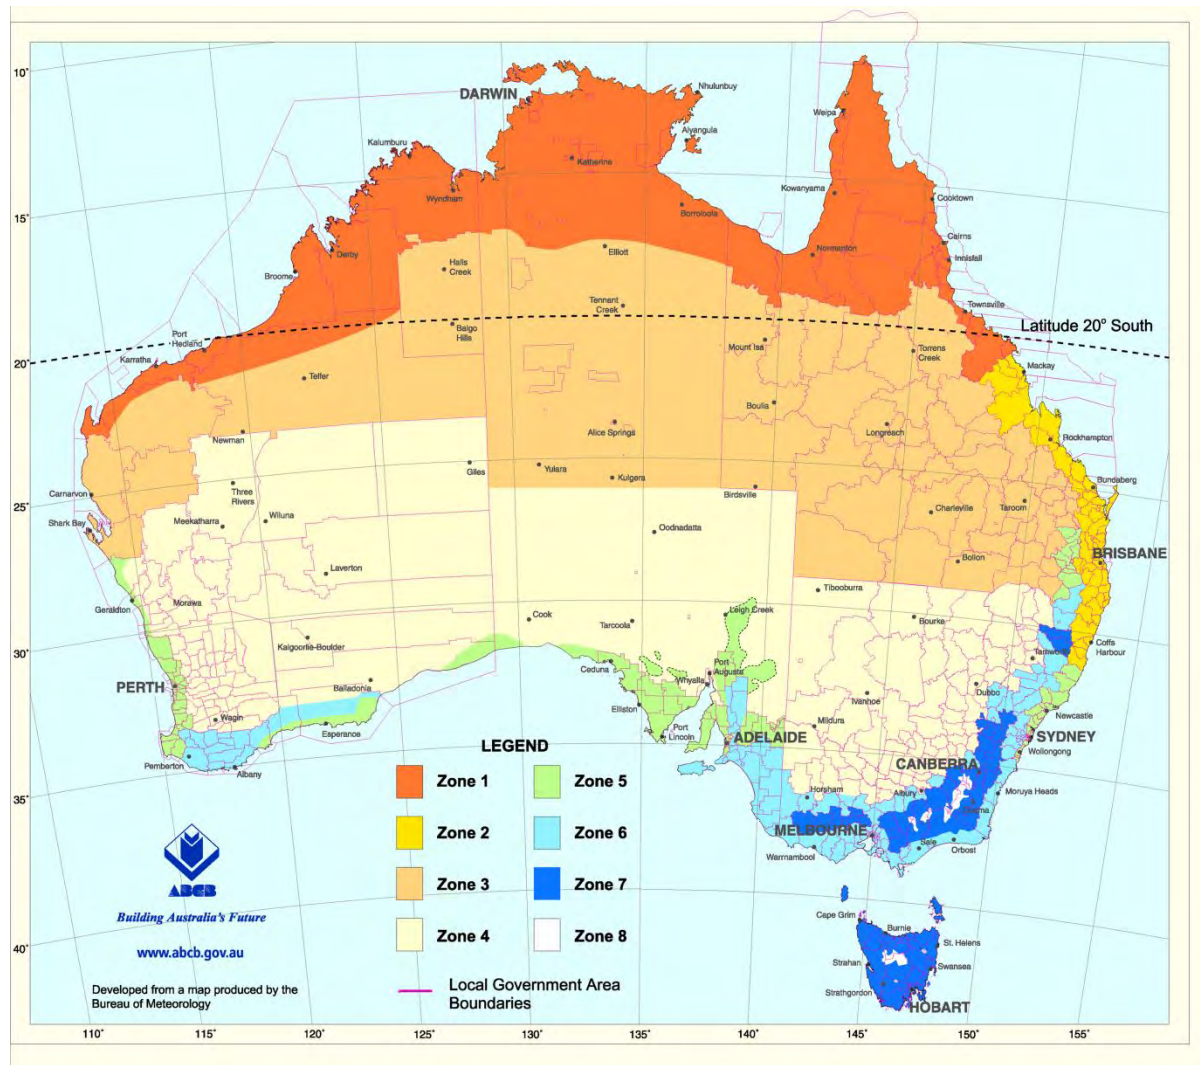 10°
15°
20°
25°
30°
35°
40°
DARWIN
Nhulunbuy
Alyangula
Weipa
Kalumburu
Katherine
Wyndham
Kowanyama
Cooktown
Borroloola
Cairns
Innisfail
Derby
Broome
Halls
Creek
Elliott
Normanton
Tennant
Creek
Townsville
Latitude 20° South
Port
Hedland
Balgo
Hills
Mount Isa
Torrens
Creek
Karratha
Mackay
Telfer
Boulia
Longreach
Newman
Alice Springs
Rockhampton
Giles
Yulara
Kulgera
Birdsville
Bundaberg
Carnarvon
Three
Rivers
Shark Bay
Meekatharra
Wiluna
Oodnadatta
Charleville
Taroom
BRISBANE
Laverton
Bollon
Tibooburra
Geraldton
Morawa
Cook
Tarcoola
Leigh Creek
Bourke
Coffs
Harbour
Kalgoorlie-Boulder
Tamworth
Ceduna
Port
Augusta
Whyalla
PERTH
Balladonia
Dubbo
Ivanhoe
Elliston
Newcastle
Wagin
Esperance
Port
Lincoln
Mildura
ADELAIDE
SYDNEY
Wollongong
Pemberton
Albany
CANBERRA
Horsham
Albury
Moruya Heads
MELBOURNE
Sale
Orbost
Warrnambool
Cape Grim
Burnie
St. Helens
Strahan
Swansea
Strathgordon
HOBART
LEGEND
Zone 1
Zone 5
Zone 2
Zone 6
Zone 3
Zone 7
Zone 4
Zone 8
Local Government Area
Boundaries
ABCB
Building Australia's Future
www.abcb.gov.au
Developed from a map produced by the
Bureau of Meteorology
110°
115°
120°
125°
130°
135°
140°
145°
150°
155°